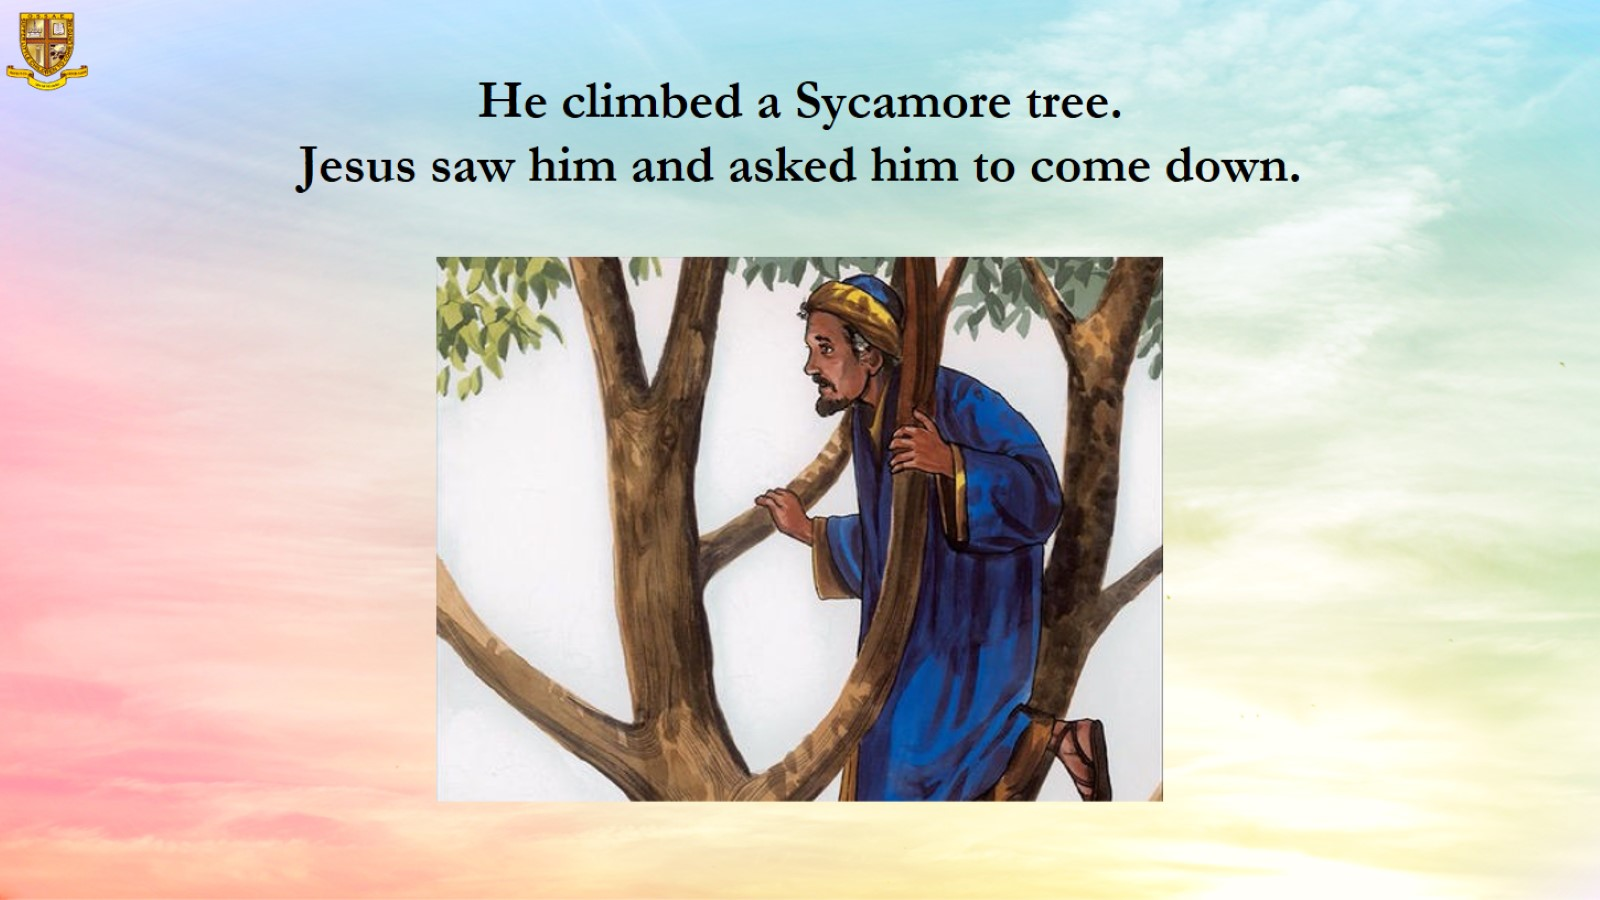 He climbed a Sycamore tree.
Jesus saw him and asked him to come down.